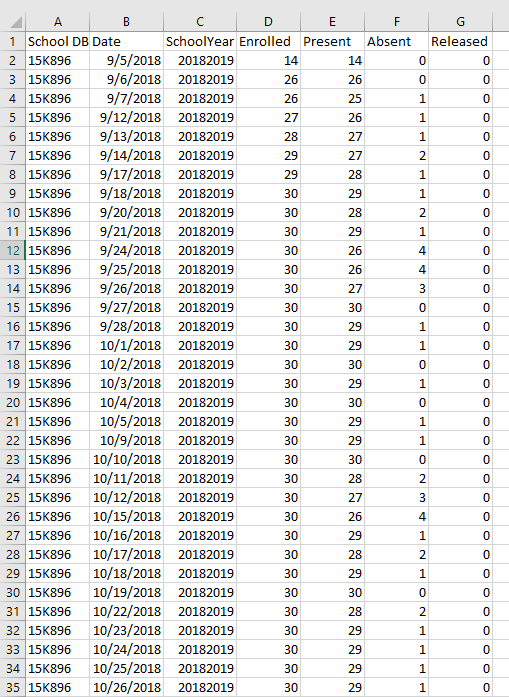 A B C D E F G
1 School DB Date SchoolYear Enrolled Present Absent Released
2 15K896 9/5/2018 20182019 14 14 0 0
3 15K896 9/6/2018 20182019 26 26 0 0
4 15K896 9/7/2018 20182019 26 25 1 0
5 15K896 9/12/2018 20182019 27 26 1 0
6 15K896 9/13/2018 20182019 28 27 1 0
7 15K896 9/14/2018 20182019 29 27 2 0
8 15K896 9/17/2018 20182019 29 28 1 0
9 15K896 9/18/2018 20182019 30 29 1 0
10 15K896 9/20/2018 20182019 30 28 2 0
11 15K896 9/21/2018 20182019 30 29 1 0
12 15K896 9/24/2018 20182019 30 26 4 0
13 15K896 9/25/2018 20182019 30 26 4 0
14 15K896 9/26/2018 20182019 30 27 3 0
15 15K896 9/27/2018 20182019 30 30 0 0
16 15K896 9/28/2018 20182019 30 29 1 0
17 15K896 10/1/2018 20182019 30 29 1 0
18 15K896 10/2/2018 20182019 30 30 0 0
19 15K896 10/3/2018 20182019 30 29 1 0
20 15K896 10/4/2018 20182019 30 30 0 0
21 15K896 10/5/2018 20182019 30 29 1 0
22 15K896 10/9/2018 20182019 30 29 1 0
23 15K896 10/10/2018 20182019 30 30 0 0
24 15K896 10/11/2018 20182019 30 28 2 0
25 15K896 10/12/2018 20182019 30 27 3 0
26 15K896 10/15/2018 20182019 30 26 4 0
27 15K896 10/16/2018 20182019 30 29 1 0
28 15K896 10/17/2018 20182019 30 28 2 0
29 15K896 10/18/2018 20182019 30 29 1 0
30 15K896 10/19/2018 20182019 30 30 0 0
31 15K896 10/22/2018 20182019 30 28 2 0
32 15K896 10/23/2018 20182019 30 29 1 0
33 15K896 10/24/2018 20182019 30 29 1 0
34 15K896 10/25/2018 20182019 30 29 1 0
35 15K896 10/26/2018 20182019 30 29 1 0